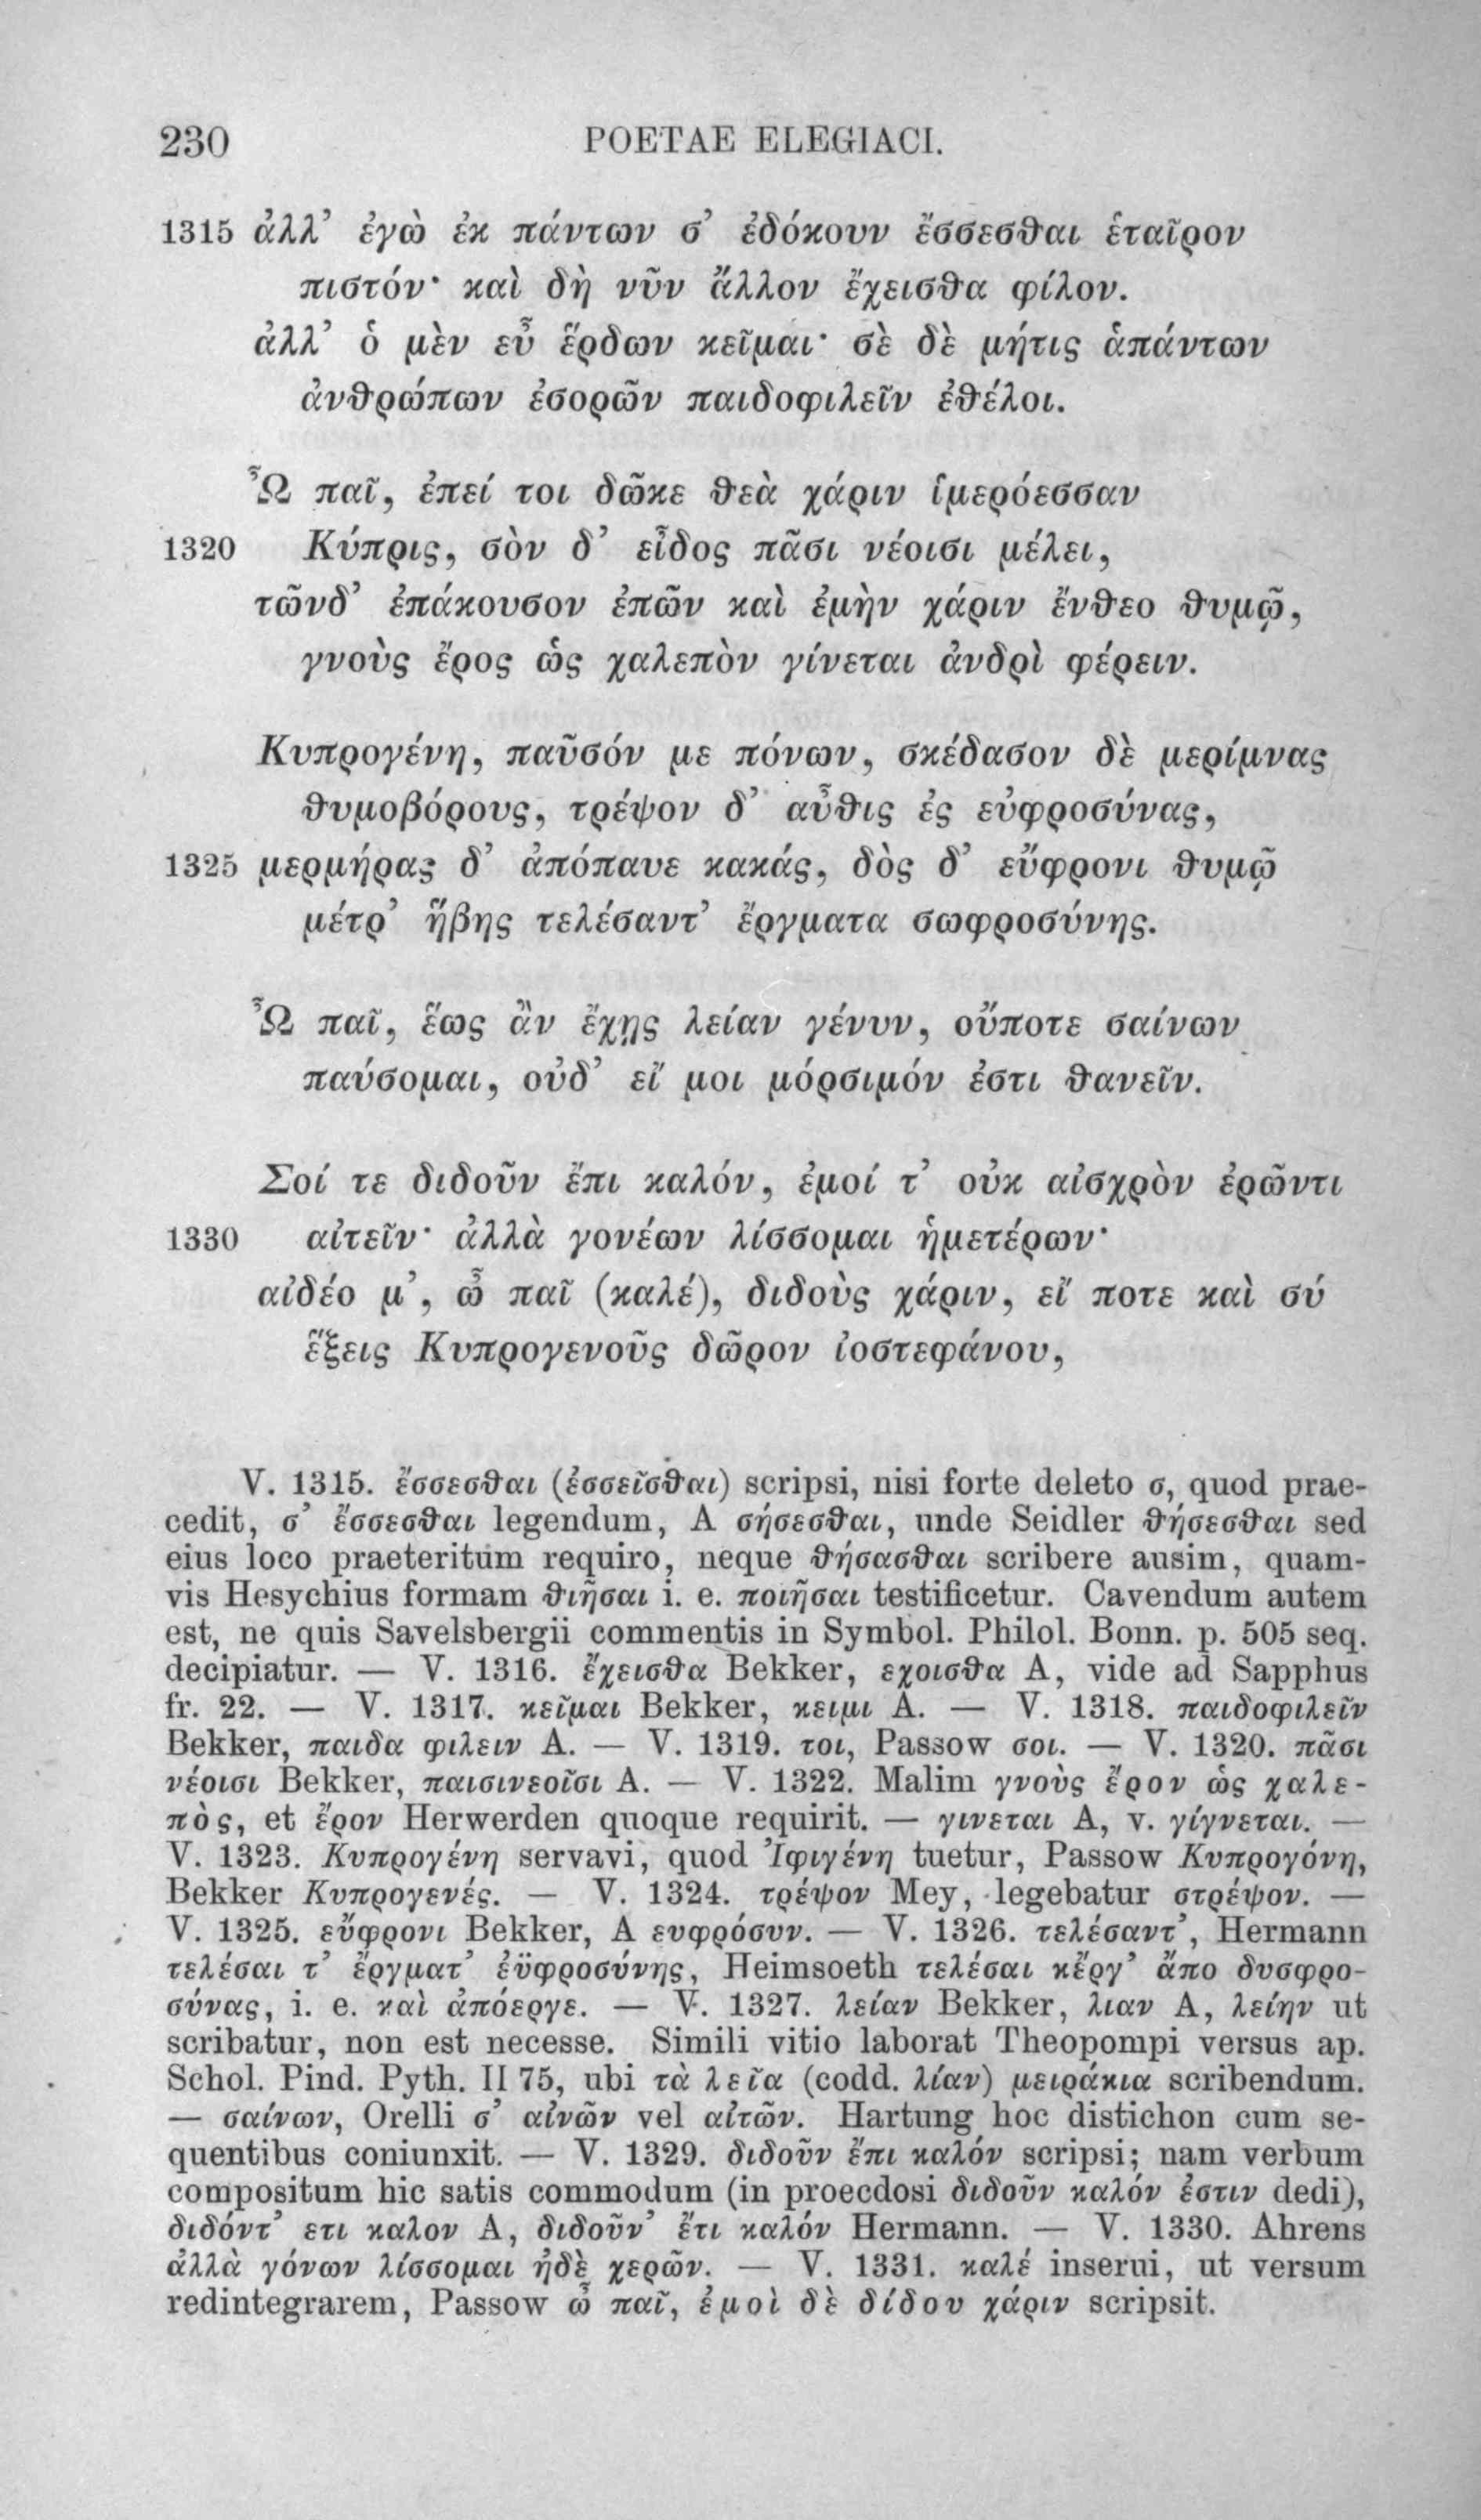 230 POETAE ELEGIACI.
1315 ἀλλ’ ἐγὼ ἐκ πάντων σ’ ἐδόκουν ἔσσεσθαι ἑταῖρον
πιστόν· καὶ δὴ νῦν ἄλλον ἔχεισθα φίλον.
ἀλλ’ ὁ μὲν εὖ ἔρδων κεῖμαι· σὲ δὲ μήτις ἁπάντων
ἀνθρώπων ἐσορῶν παιδοφιλεῖν ἐθέλοι.
Ὦ παῖ, ἐπεί τοι δῶκε θεὰ χάριν ἱμερόεσσαν
1320 Κύπρις, σὸν δ’ εἶδος πᾶσι νέοισι μέλει,
τῶνδ’ ἐπάκουσον ἐπῶν καὶ ἐμὴν χάριν ἔνθεο θυμῷ,
γνοὺς ἔρος ὡς χαλεπὸν γίνεται ἀνδρὶ φέρειν.
Κυπρογένη, παῦσόν με πόνων, σκέδασον δὲ μερίμνας
θυμοβόρους, τρέψον δ’ αὖθις ἐς εὐφροσύνας,
1325 μερμήρας δ’ ἀπόπαυε κακάς, δὸς δ’ εὔφρονι θυμῷ
μέτρ’ ἥβης τελέσαντ’ ἔργματα σωφροσύνης.
Ὦ παῖ, ἕως ἂν ἔχῃς λείαν γένυν, οὔποτε σαίνων
παύσομαι, οὐδ’ εἴ μοι μόρσιμόν ἐστι θανεῖν.
Σοί τε διδοῦν ἔπι καλόν, ἐμοί τ’ οὐκ αἰσχρὸν ἐρῶντι
1330 αἰτεῖν· ἀλλὰ γονέων λίσσομαι ἡμετέρων·
αἰδέο μ’, ὦ παῖ (καλέ), διδοὺς χάριν, εἴ ποτε καὶ σύ
ἕξεις Κυπρογενοῦς δῶρον ἰοστεφάνου,
V. 1315. ἔσσεσθαι (ἐσσεῖσθαι) scripsi, nisi forte deleto σ, quod prae-
cedit, σ’ ἔσσεσθαι legendum, A σήσεσθαι, unde Seidler θήσεσθαι sed
eius loco praeteritum requiro, neque θήσασθαι scribere ausim, quam-
vis Hesychius formam θιῆσαι i. e. ποιῆσαι testificetur. Cavendum autem
est, ne quis Savelsbergii commentis in Symbol. Philol. Bonn. p. 505 seq.
decipiatur. — V. 1316. ἔχεισθα Bekker, εχοισθα A, vide ad Sapphus
fr. 22. — V. 1317. κεῖμαι Bekker, κειμι A. — V. 1318. παιδοφιλεῖν
Bekker, παιδα φιλειν A. — V. 1319. τοι, Passow σοι. — V. 1320. πᾶσι
νέοισι Bekker, παισινεοῖσι A. — V. 1322. Malim γνοὺς ἔρον ὡς χαλε-
πὸς, et ἔρον Herwerden quoque requirit. — γινεται A, v. γίγνεται. —
V. 1323. Κυπρογένη servavi, quod Ἰφιγένη tuetur, Passow Κυπρογόνη,
Bekker Κυπρογενές. — V. 1324. τρέψον Mey, legebatur στρέψον. —
V. 1325. εὔφρονι Bekker, A ευφρόσυν. — V. 1326. τελέσαντ’, Hermann
τελέσαι τ’ ἔργματ’ ἐϋφροσύνης, Heimsoeth τελέσαι κἔργ’ ἄπο δυσφρο-
σύνας, i. e. καὶ ἀπόεργε. — V. 1327. λείαν Bekker, λιαν A, λείην ut
scribatur, non est necesse. Simili vitio laborat Theopompi versus ap.
Schol. Pind. Pyth. II 75, ubi τὰ λεῖα (codd. λίαν) μειράκια scribendum.
— σαίνων, Orelli σ’ αἰνῶν vel αἰτῶν. Hartung hoc distichon cum se-
quentibus coniunxit. — V. 1329. διδοῦν ἔπι καλόν scripsi; nam verbum
compositum hic satis commodum (in proecdosi διδοῦν καλόν ἐστιν dedi),
διδόντ’ ετι καλον A, διδοῦν’ ἔτι καλόν Hermann. — V. 1330. Ahrens
ἀλλὰ γόνων λίσσομαι ἠδὲ χερῶν. — V. 1331. καλέ inserui, ut versum
redintegrarem, Passow ὦ παῖ, ἐμοὶ δὲ δίδου χάριν scripsit.